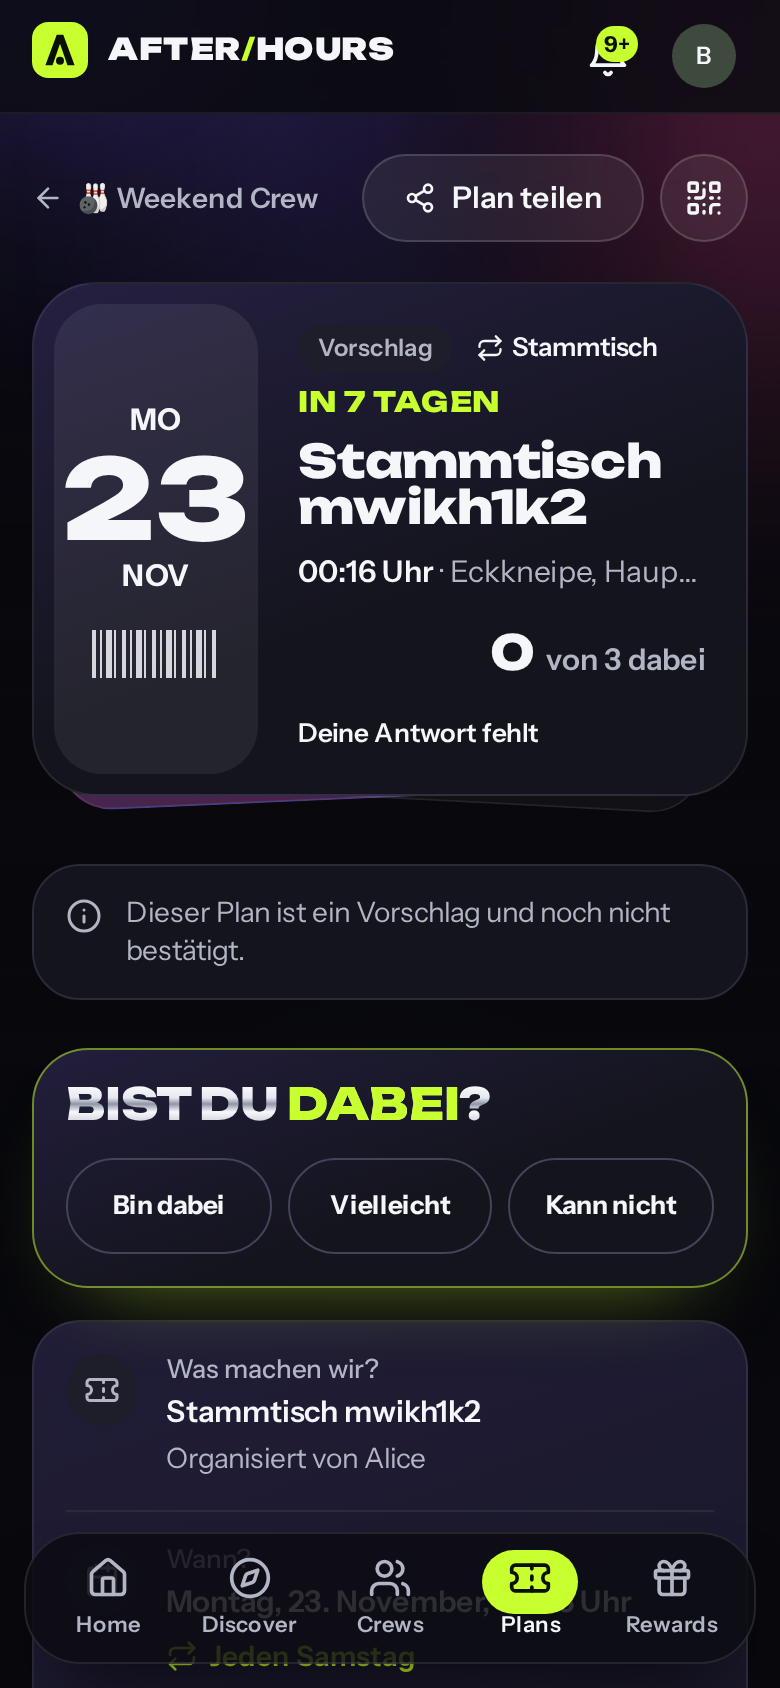 AFTER/HOURS
9+
B
Weekend Crew
Plan teilen
MO
23
NOV
Vorschlag
Stammtisch
IN 7 TAGEN
Stammtisch
mwikh1k2
00:16 Uhr · Eckkneipe, Haup...
0 von 3 dabei
Deine Antwort fehlt
Dieser Plan ist ein Vorschlag und noch nicht
bestätigt.
BIST DU DABEI?
Bin dabei
Vielleicht
Kann nicht
Was machen wir?
Stammtisch mwikh1k2
Organisiert von Alice
Wann?
Montag, 23. November, Uhr
Jeden Samstag
Home
Discover
Crews
Plans
Rewards